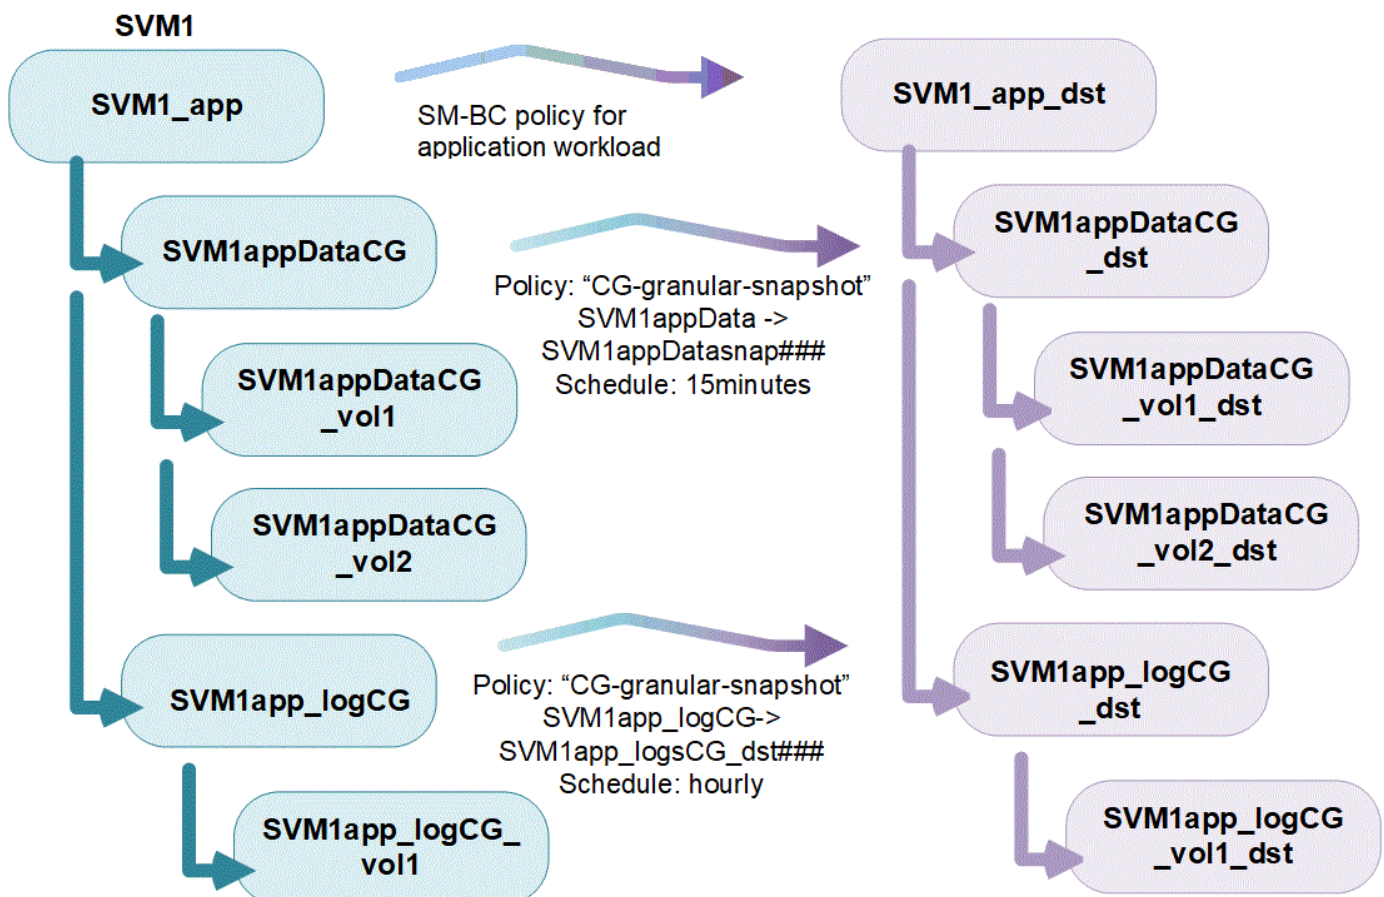 SVM1
SVM1_app
SM-BC policy for
application workload
SVM1_app_dst
SVM1appDataCG
Policy: “CG-granular-snapshot”
SVM1appData ->
SVM1appDatasnap###
Schedule: 15minutes
SVM1appDataCG
_dst
SVM1appDataCG
_vol1
SVM1appDataCG
_vol1_dst
SVM1appDataCG
_vol2
SVM1appDataCG
_vol2_dst
SVM1app_logCG
Policy: “CG-granular-snapshot”
SVM1app_logCG->
SVM1app_logsCG_dst###
Schedule: hourly
SVM1app_logCG
_dst
SVM1app_logCG_
vol1
SVM1app_logCG
_vol1_dst